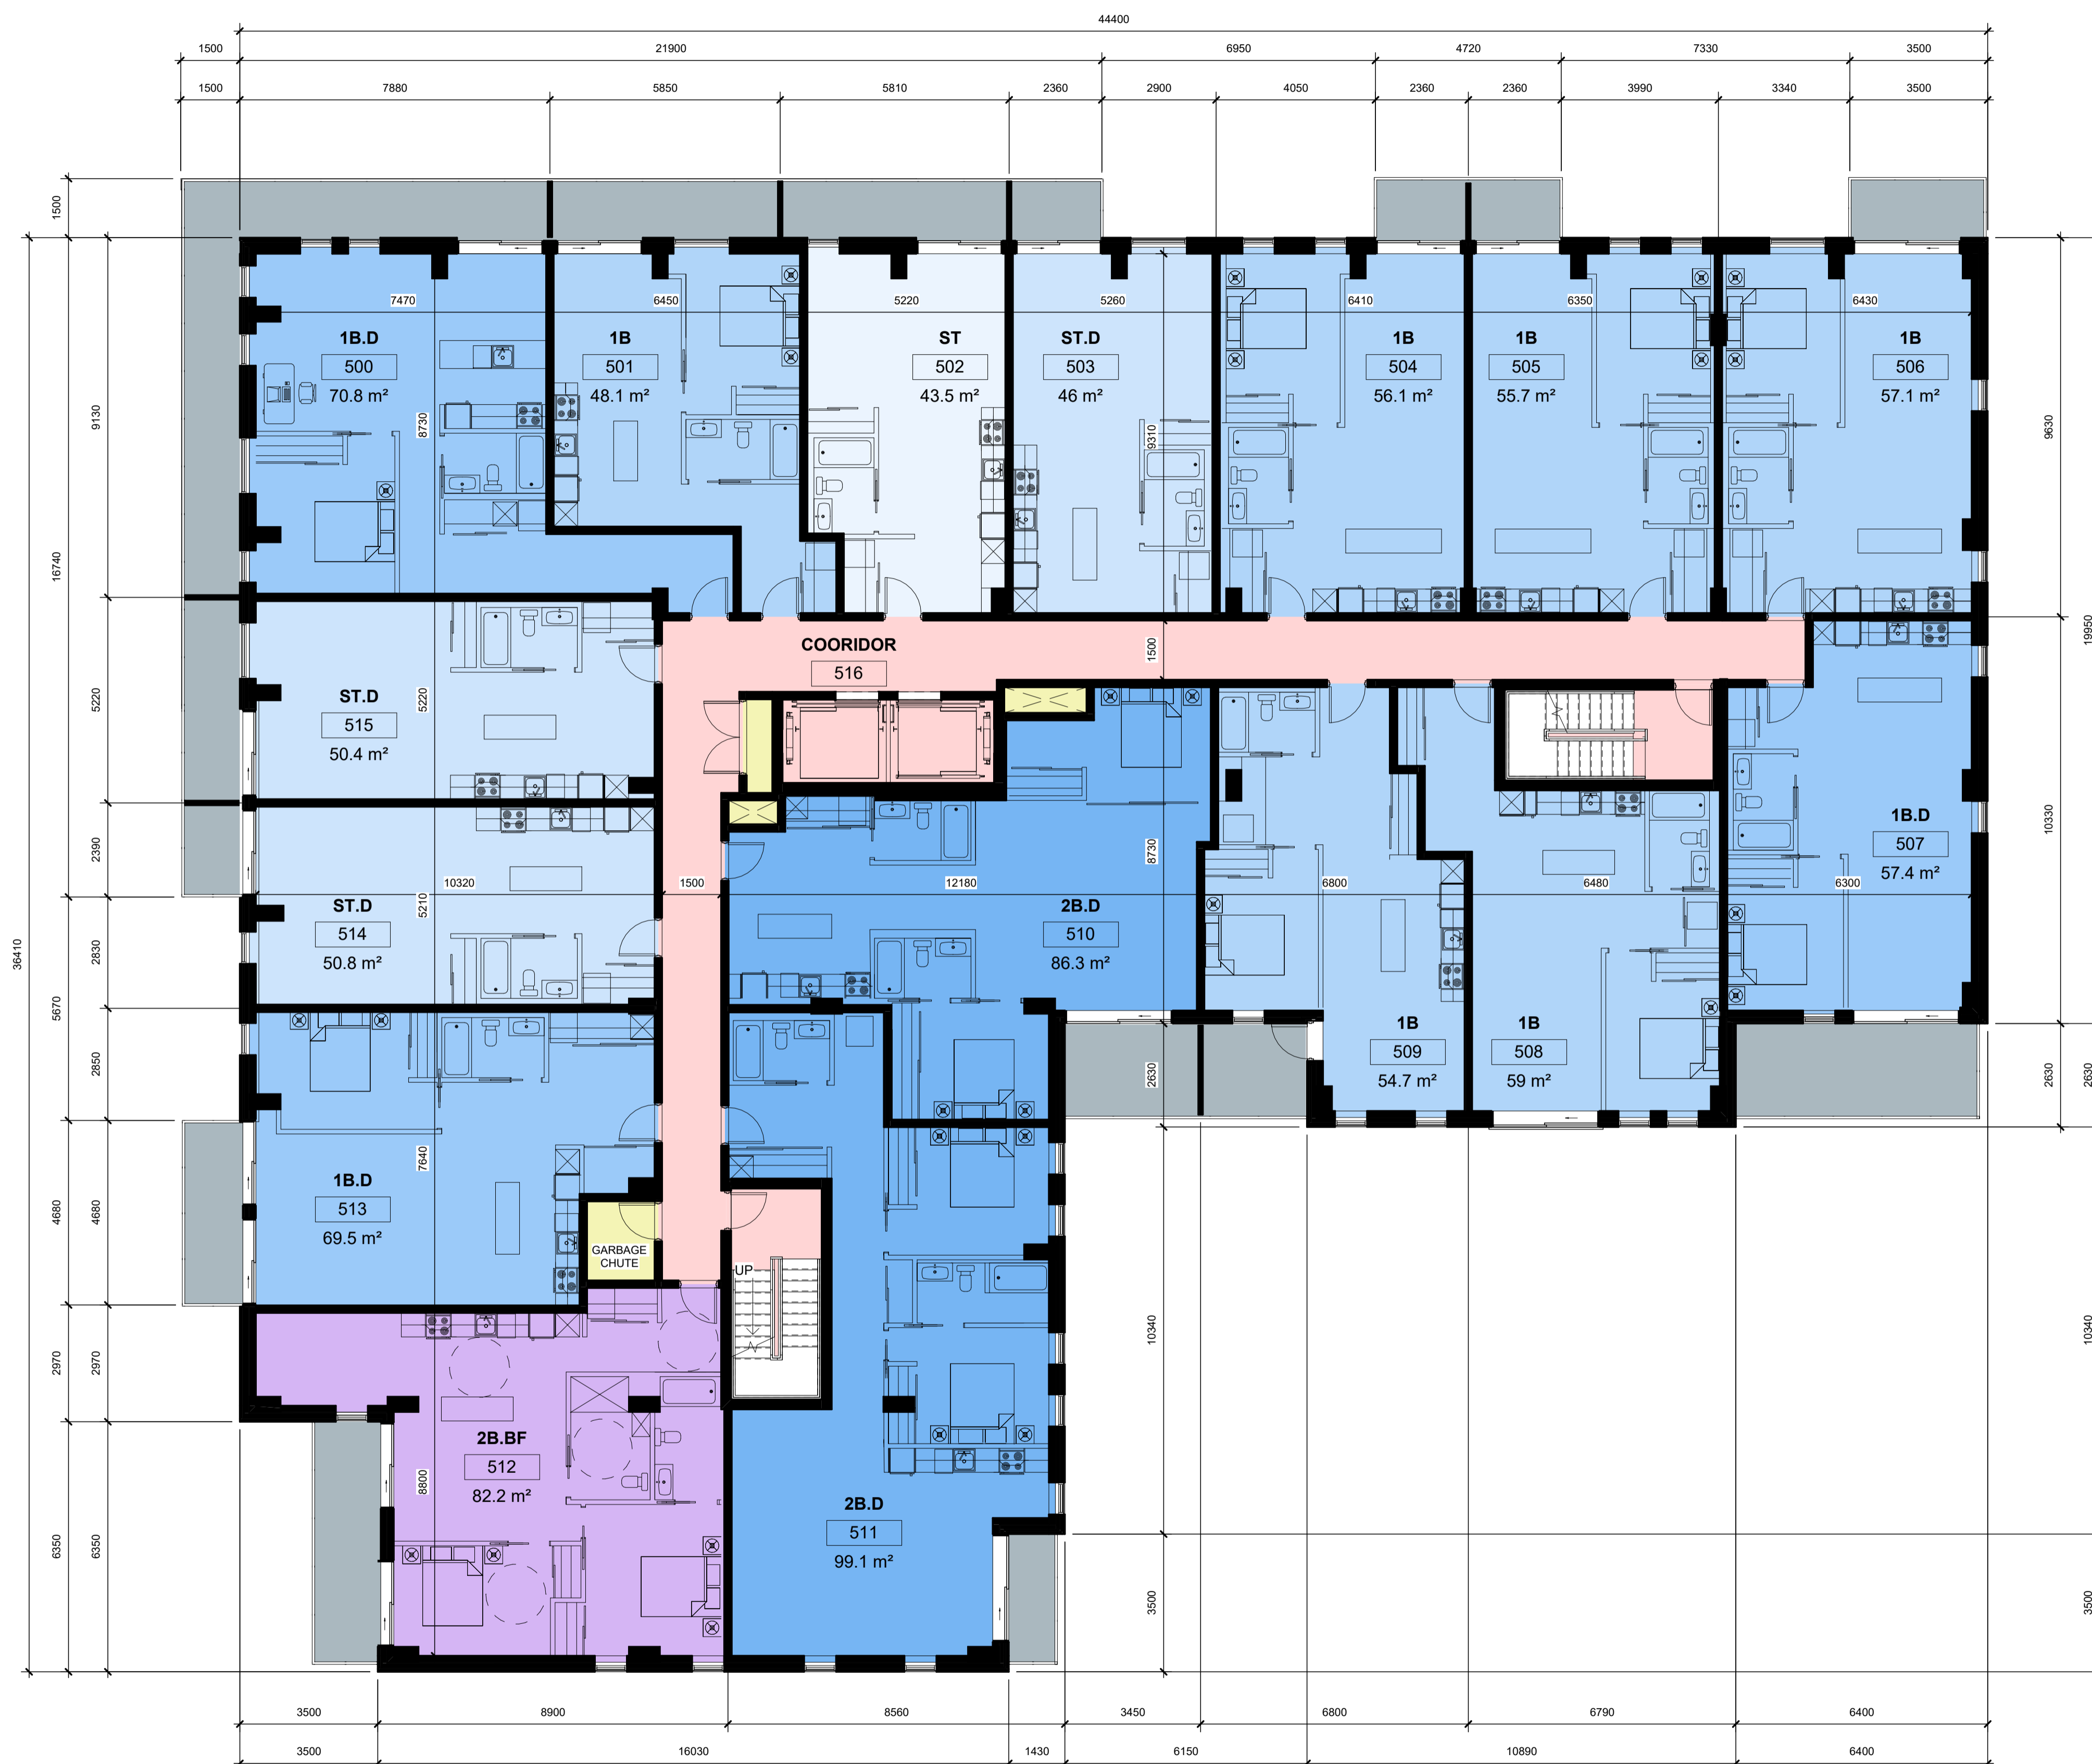 44400
1500 21900 6950 4720 7330 3500
1500 7880 5850 5810 2360 2900 4050 2360 2360 3990 3340 3500
1500
7470 6450 5220 5260 6410 6350 6430
1B.D
500
70.8 m²
1B
501
48.1 m²
ST
502
43.5 m²
ST.D
503
46 m²
1B
504
56.1 m²
1B
505
55.7 m²
1B
506
57.1 m²
9130
8730
9310
9630
16740
COORIDOR
516
1500
19950
ST.D
515
50.4 m²
5220
5220
8730
10330
1B.D
507
57.4 m²
2390
10320 1500 12180 6800 6480 6300
5210
ST.D
514
50.8 m²
2B.D
510
86.3 m²
2830
36410
5670
2850
1B
509
54.7 m²
1B
508
59 m²
2630
2630
2630
7640
1B.D
513
69.5 m²
4680
4680
GARBAGE
CHUTE
UP
2970
2970
10340
10340
2B.BF
512
82.2 m²
8800
2B.D
511
99.1 m²
6350
6350
3500
3500
3500 8900 8560 3450 6800 6790 6400
3500 16030 1430 6150 10890 6400